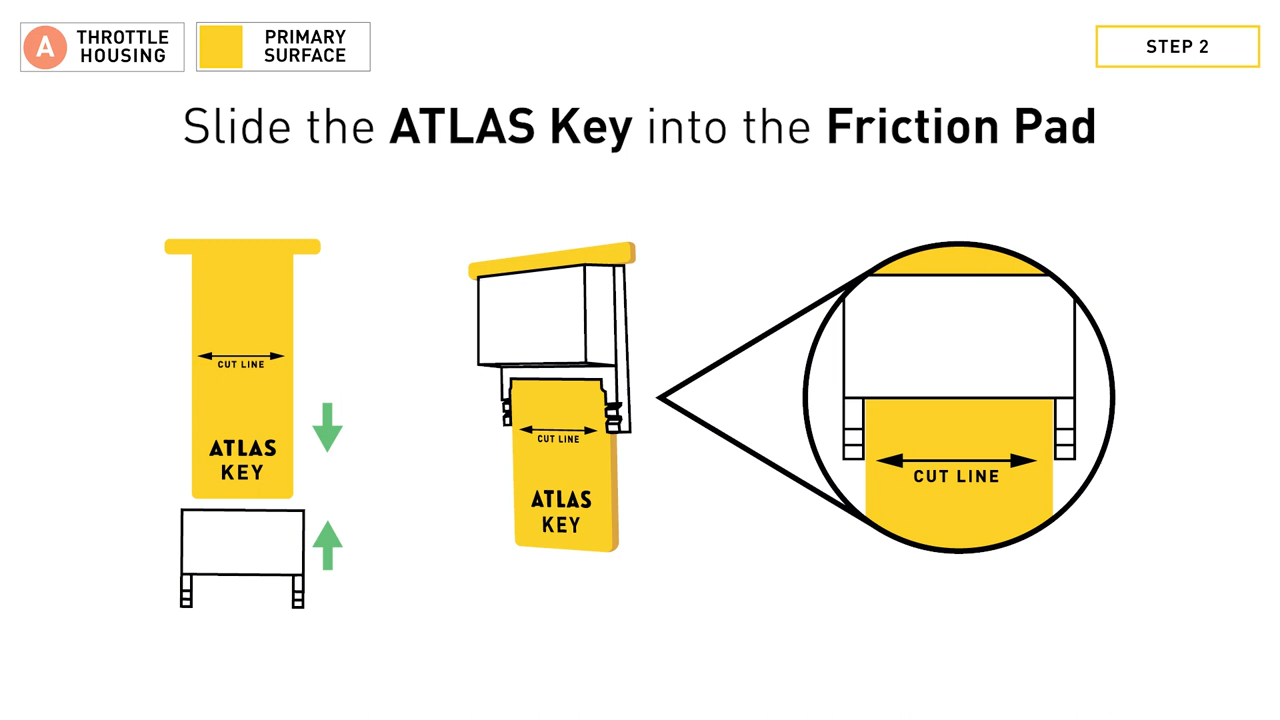 A THROTTLE
HOUSING
PRIMARY
SURFACE
STEP 2
Slide the ATLAS Key into the Friction Pad
CUT LINE
ATLAS
KEY
CUT LINE
ATLAS
KEY
CUT LINE